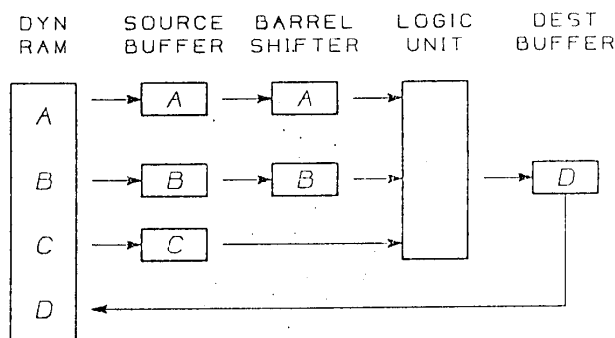 DYN RAM
SOURCE BUFFER
BARREL SHIFTER
LOGIC UNIT
DEST BUFFER
A A A
B B B D
C C
D